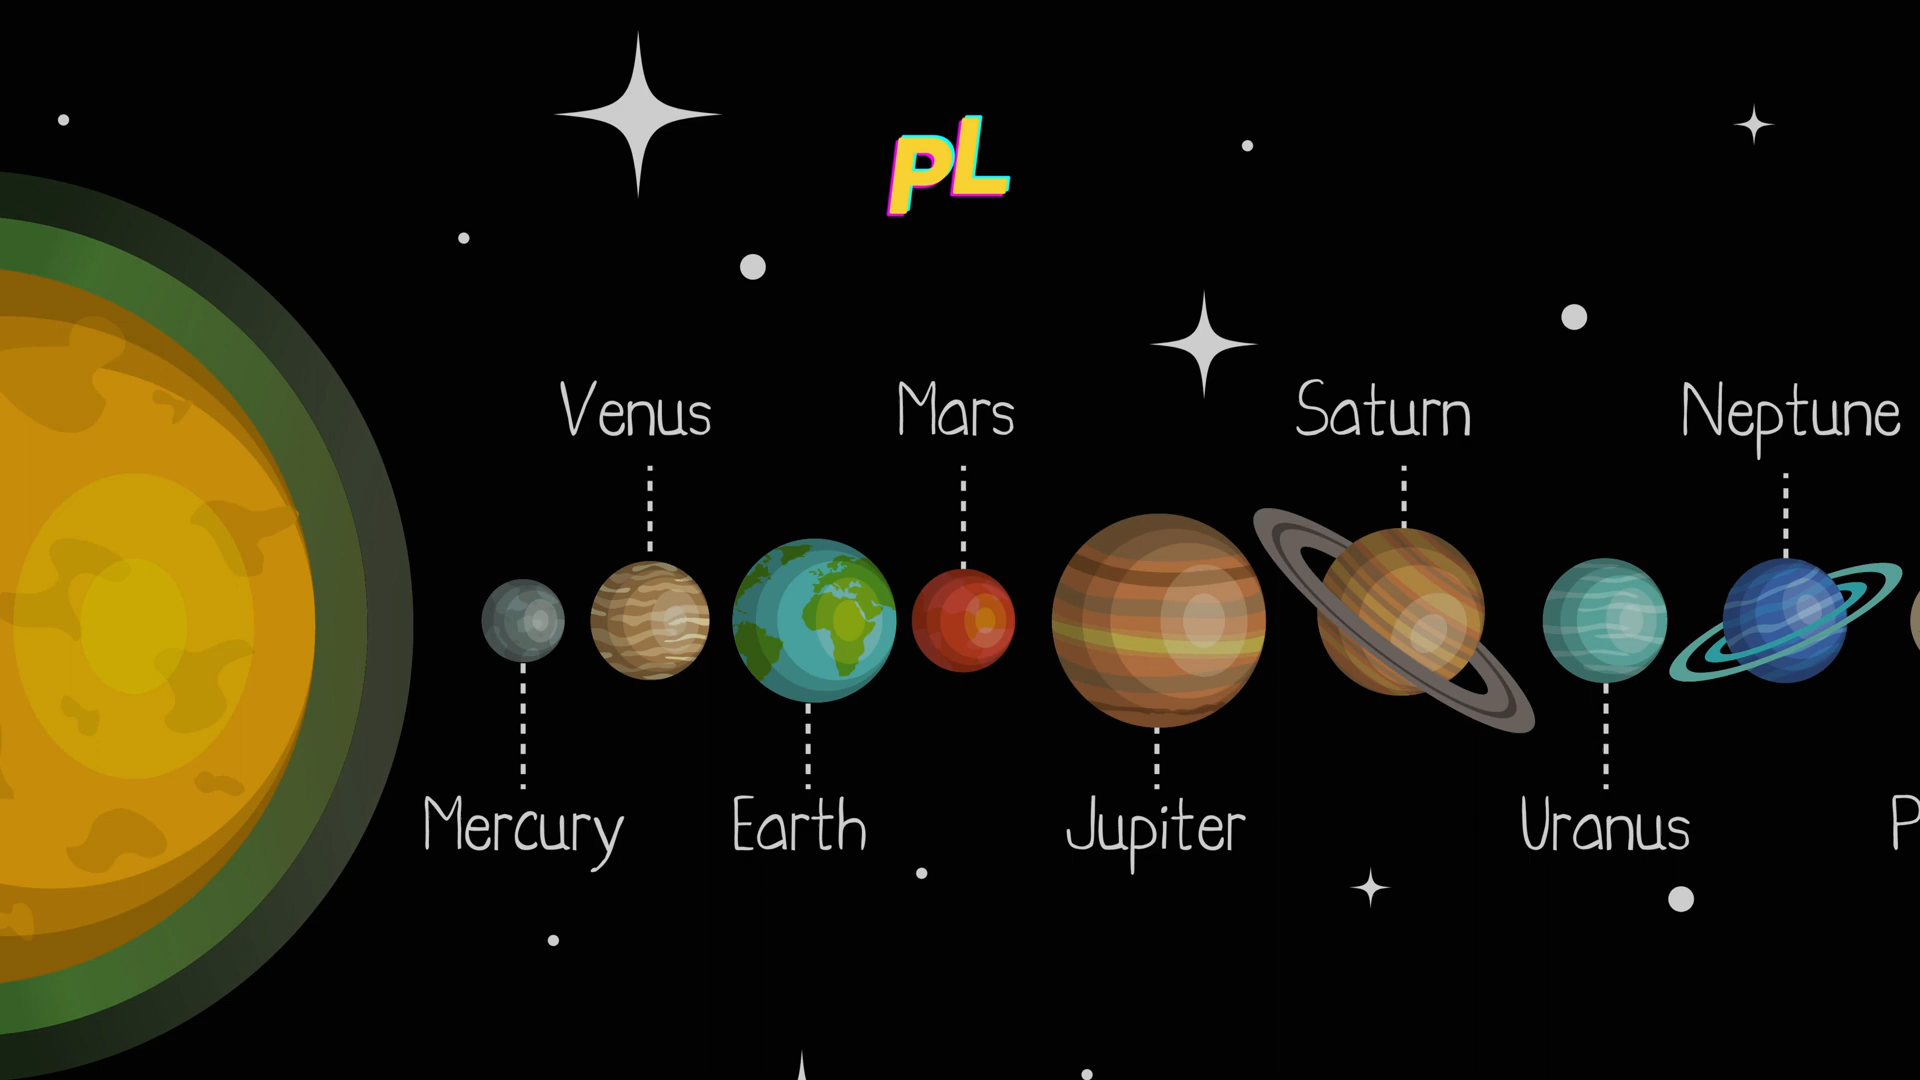 PL
Venus
Mars
Saturn
Neptune
Mercury
Earth
Jupiter
Uranus
P